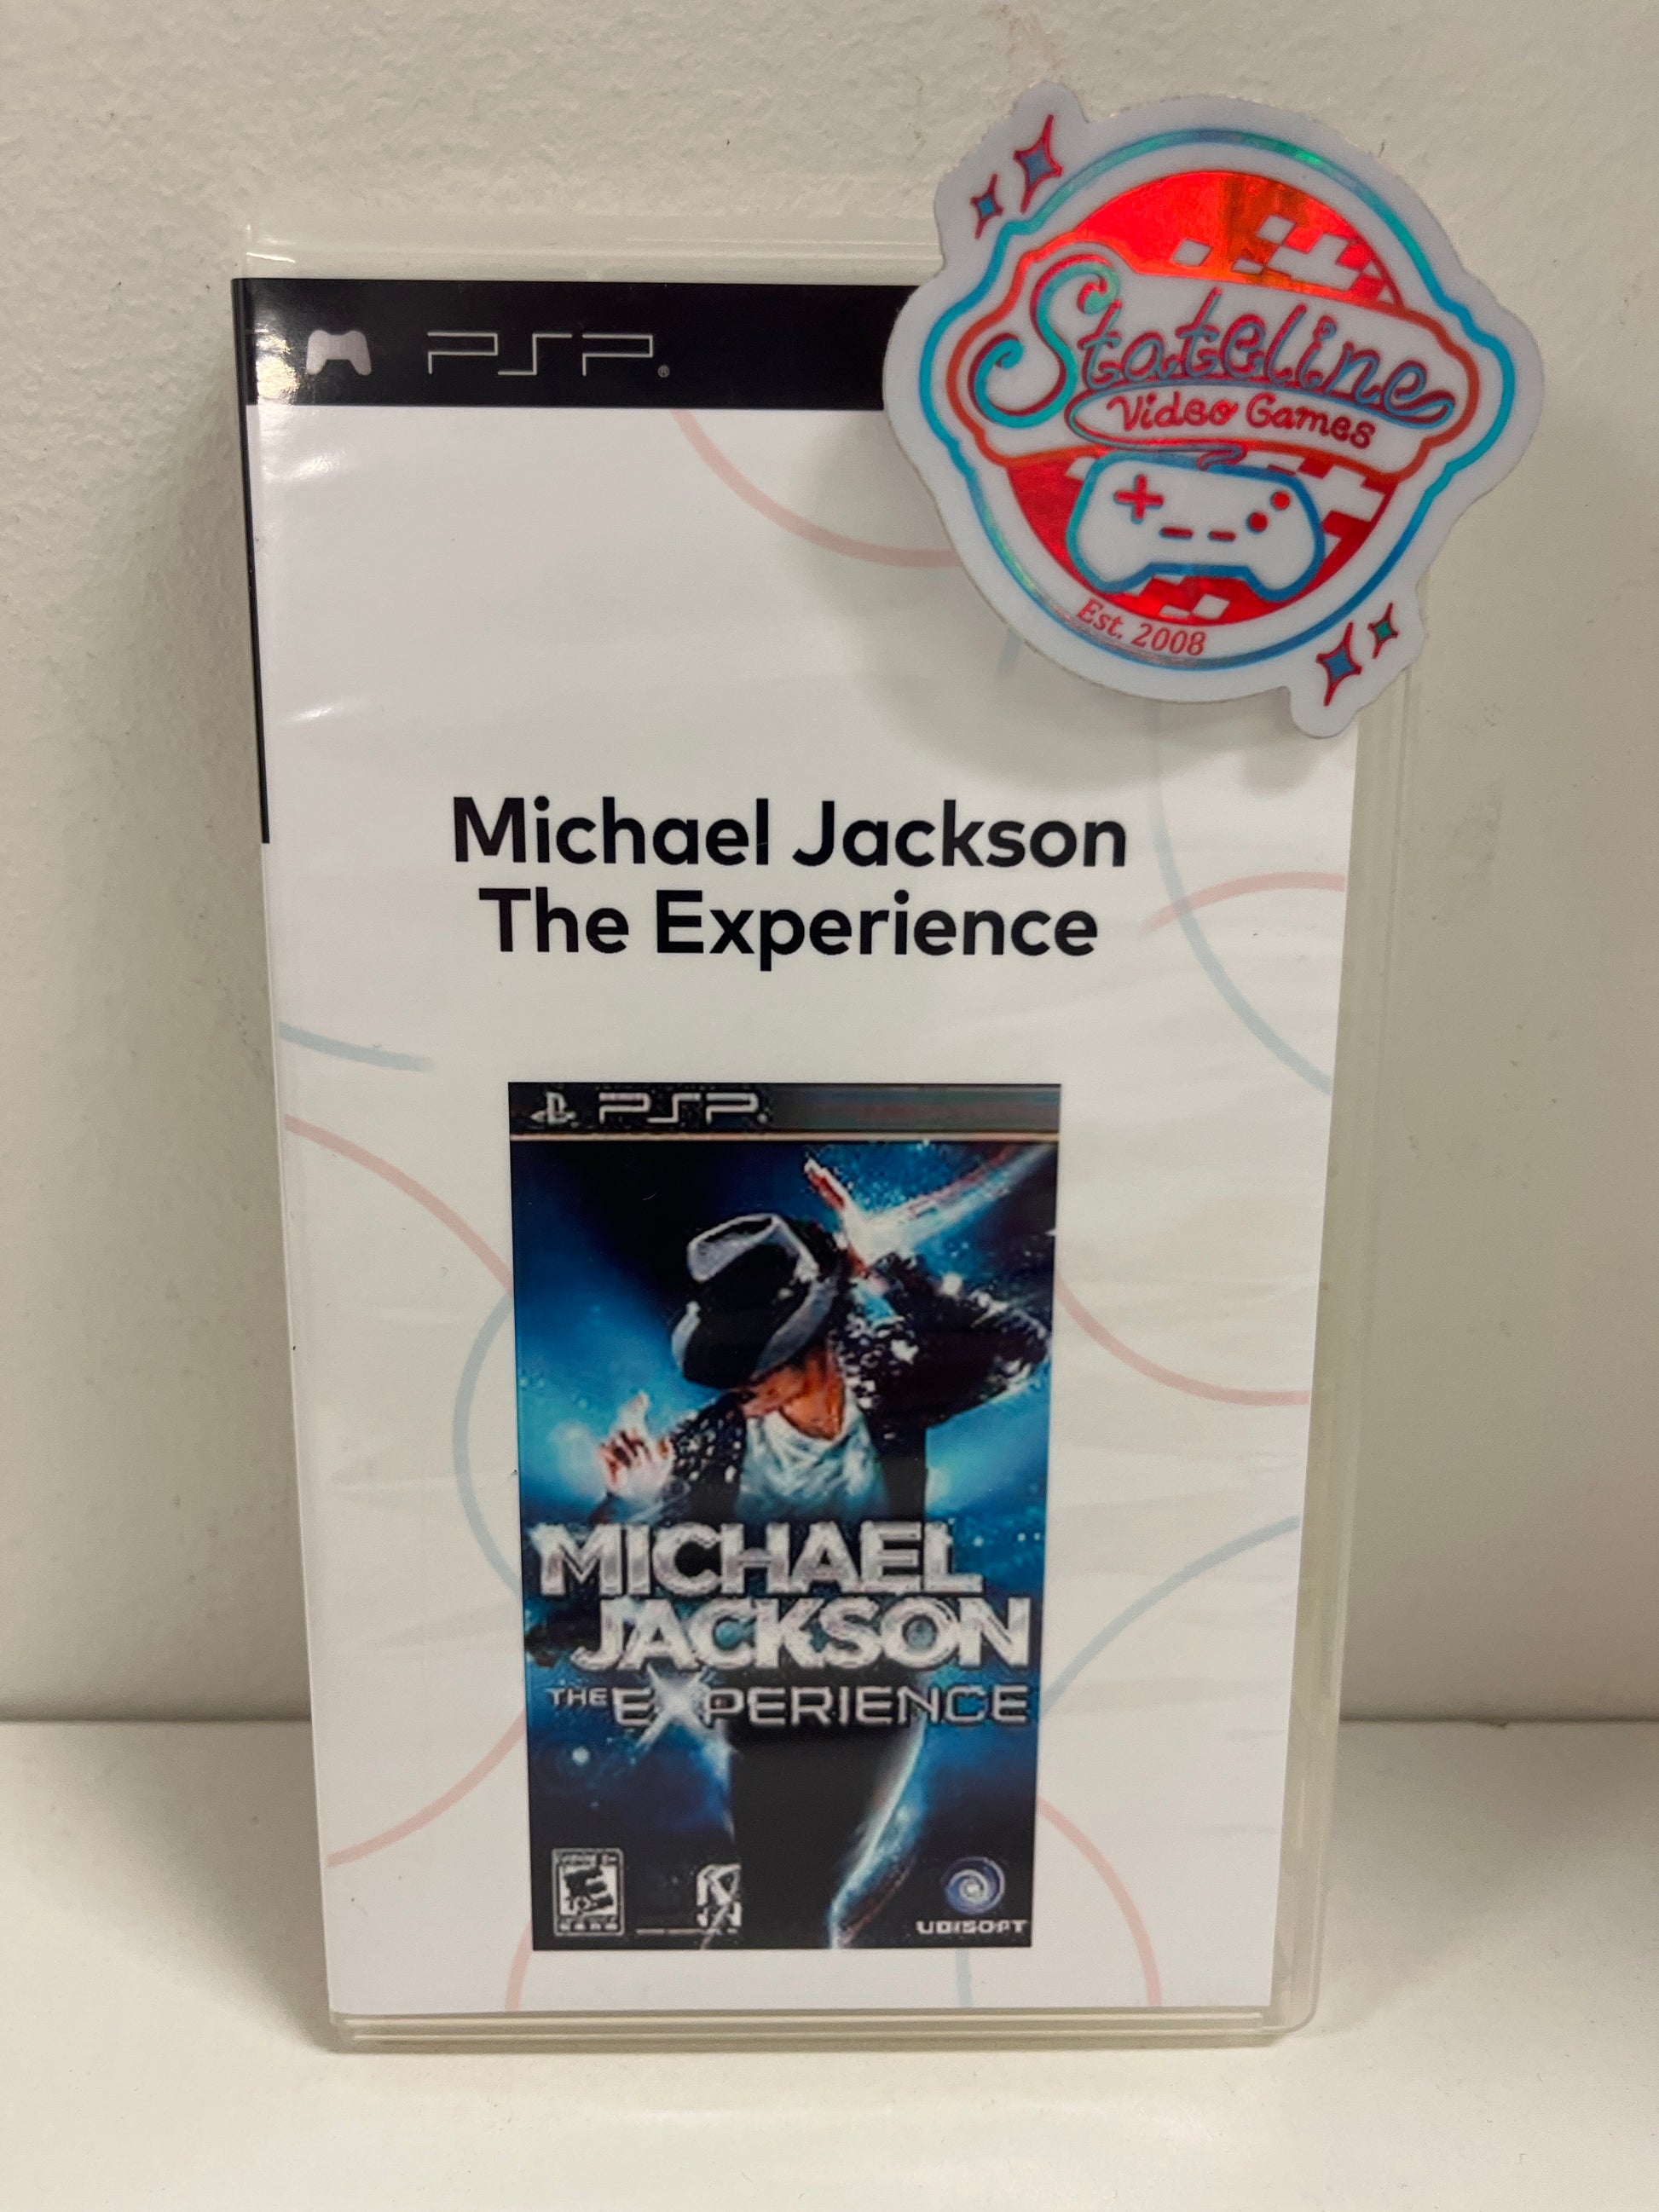 PSP®
Stateline
Video Games
Est. 2008
Michael Jackson
The Experience
PSP
MICHAEL
JACKSON
THE EXPERIENCE
E
UBISOFT